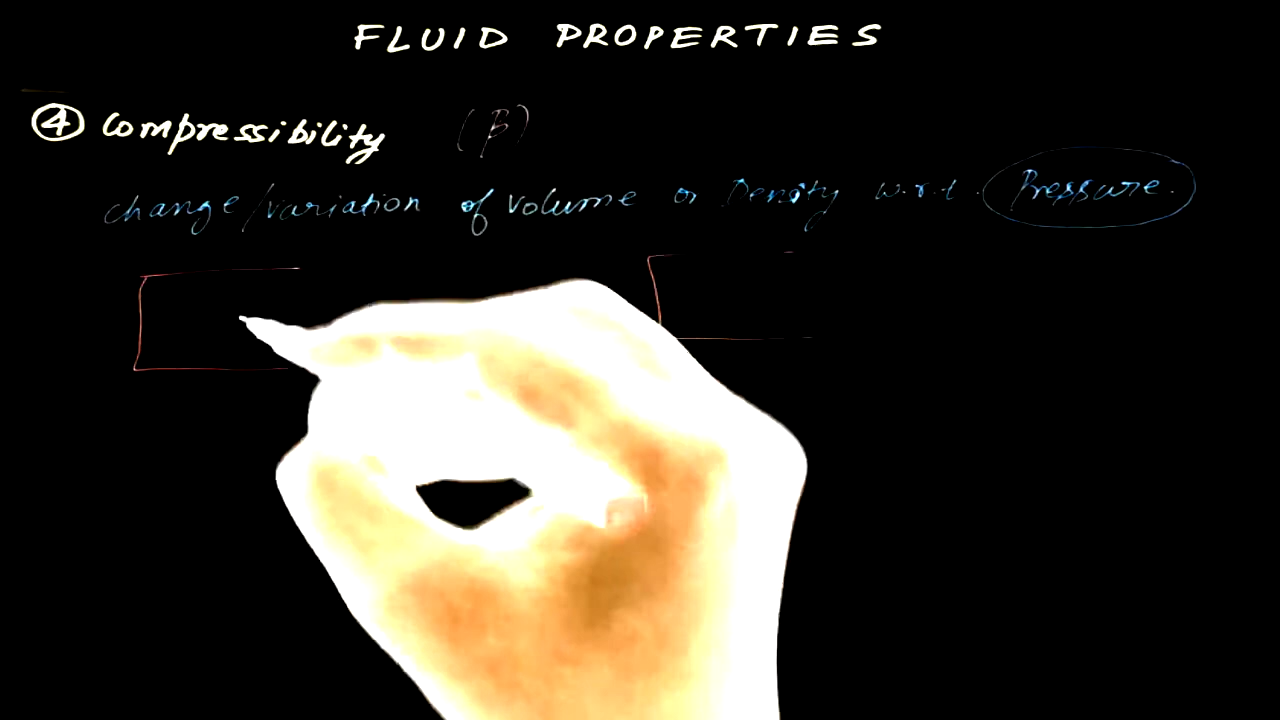 FLUID PROPERTIES
④ Compressibility (β)
change/variation of volume or Density w.r.t. Pressure.